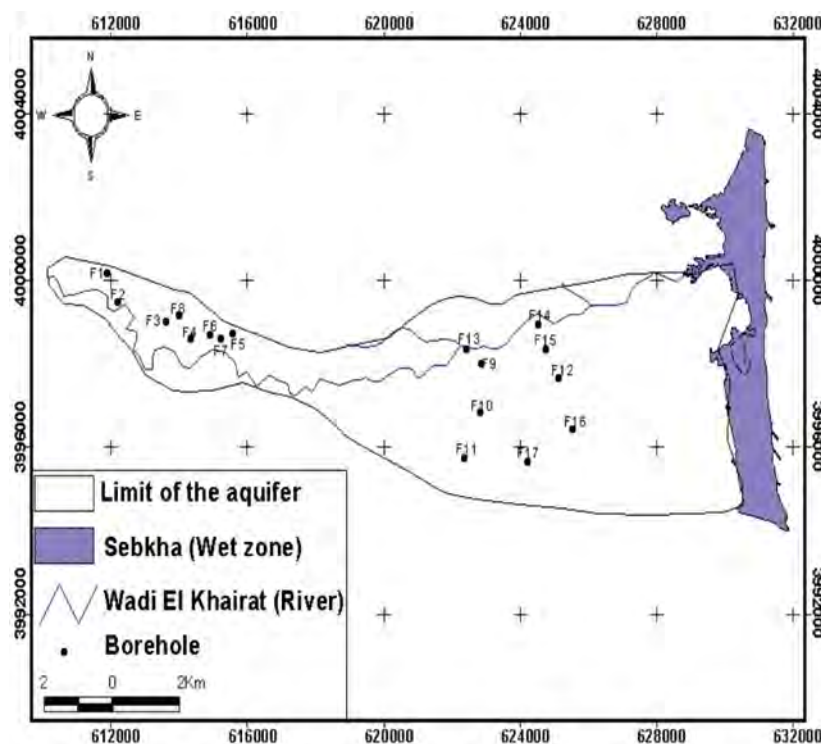 612000 616000 620000 624000 628000 632000
4004000 4004000
N
W E
S
4000000 4000000
F1
F2
F3 F8
F4 F6
F7 F5
F13 F14
F9 F15
F12
F10
F16
F11 F17
3996000 3996000
Limit of the aquifer
Sebkha (Wet zone)
Wadi El Khairat (River)
Borehole
2 0 2Km
3992000 3992000
612000 616000 620000 624000 628000 632000